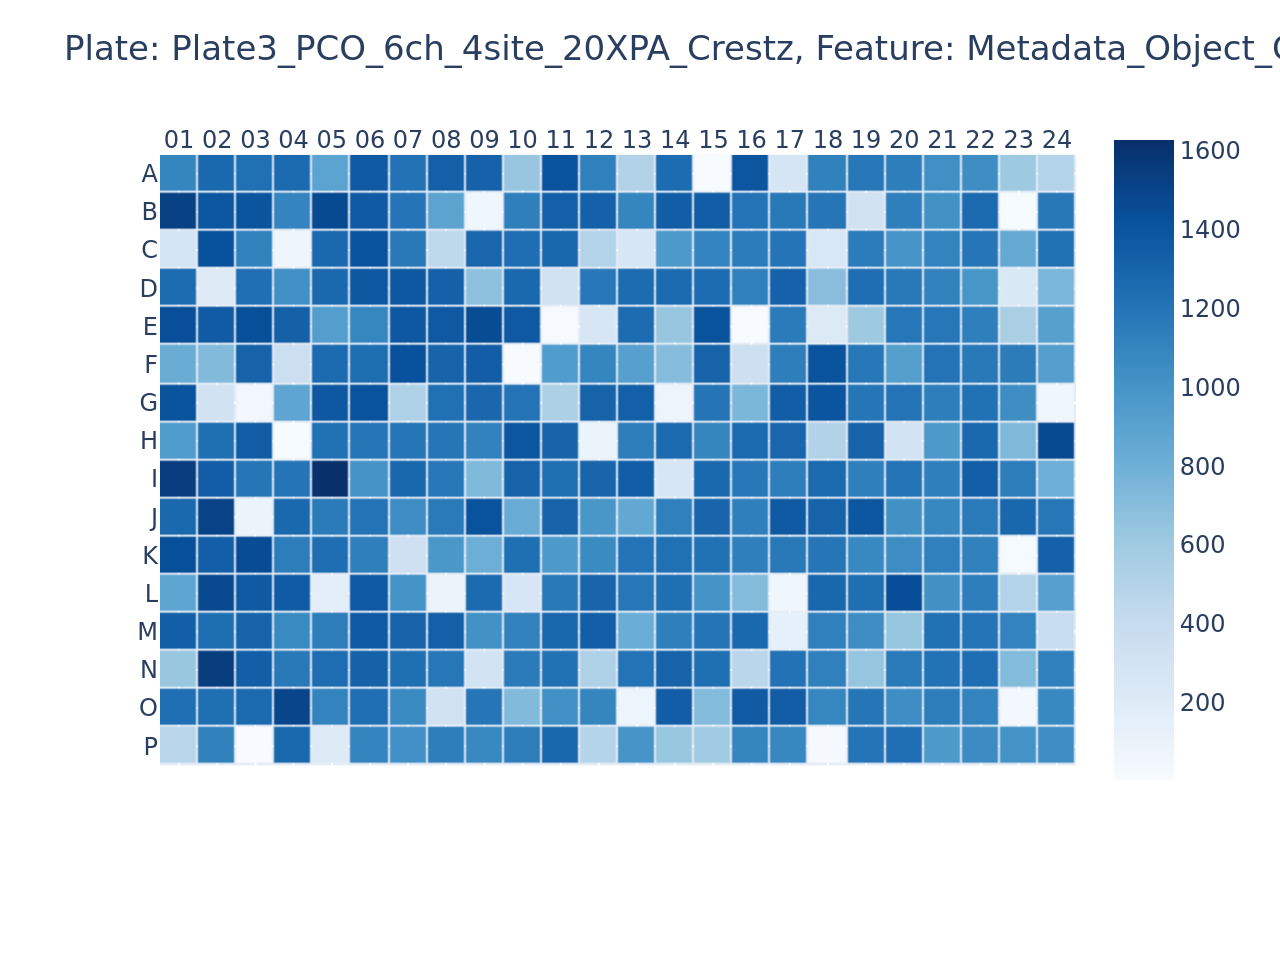 Plate: Plate3_PCO_6ch_4site_20XPA_Crestz, Feature: Metadata_Object_
01 02 03 04 05 06 07 08 09 10 11 12 13 14 15 16 17 18 19 20 21 22 23 24
A
B
C
D
E
F
G
H
I
J
K
L
M
N
O
P
1600
1400
1200
1000
800
600
400
200